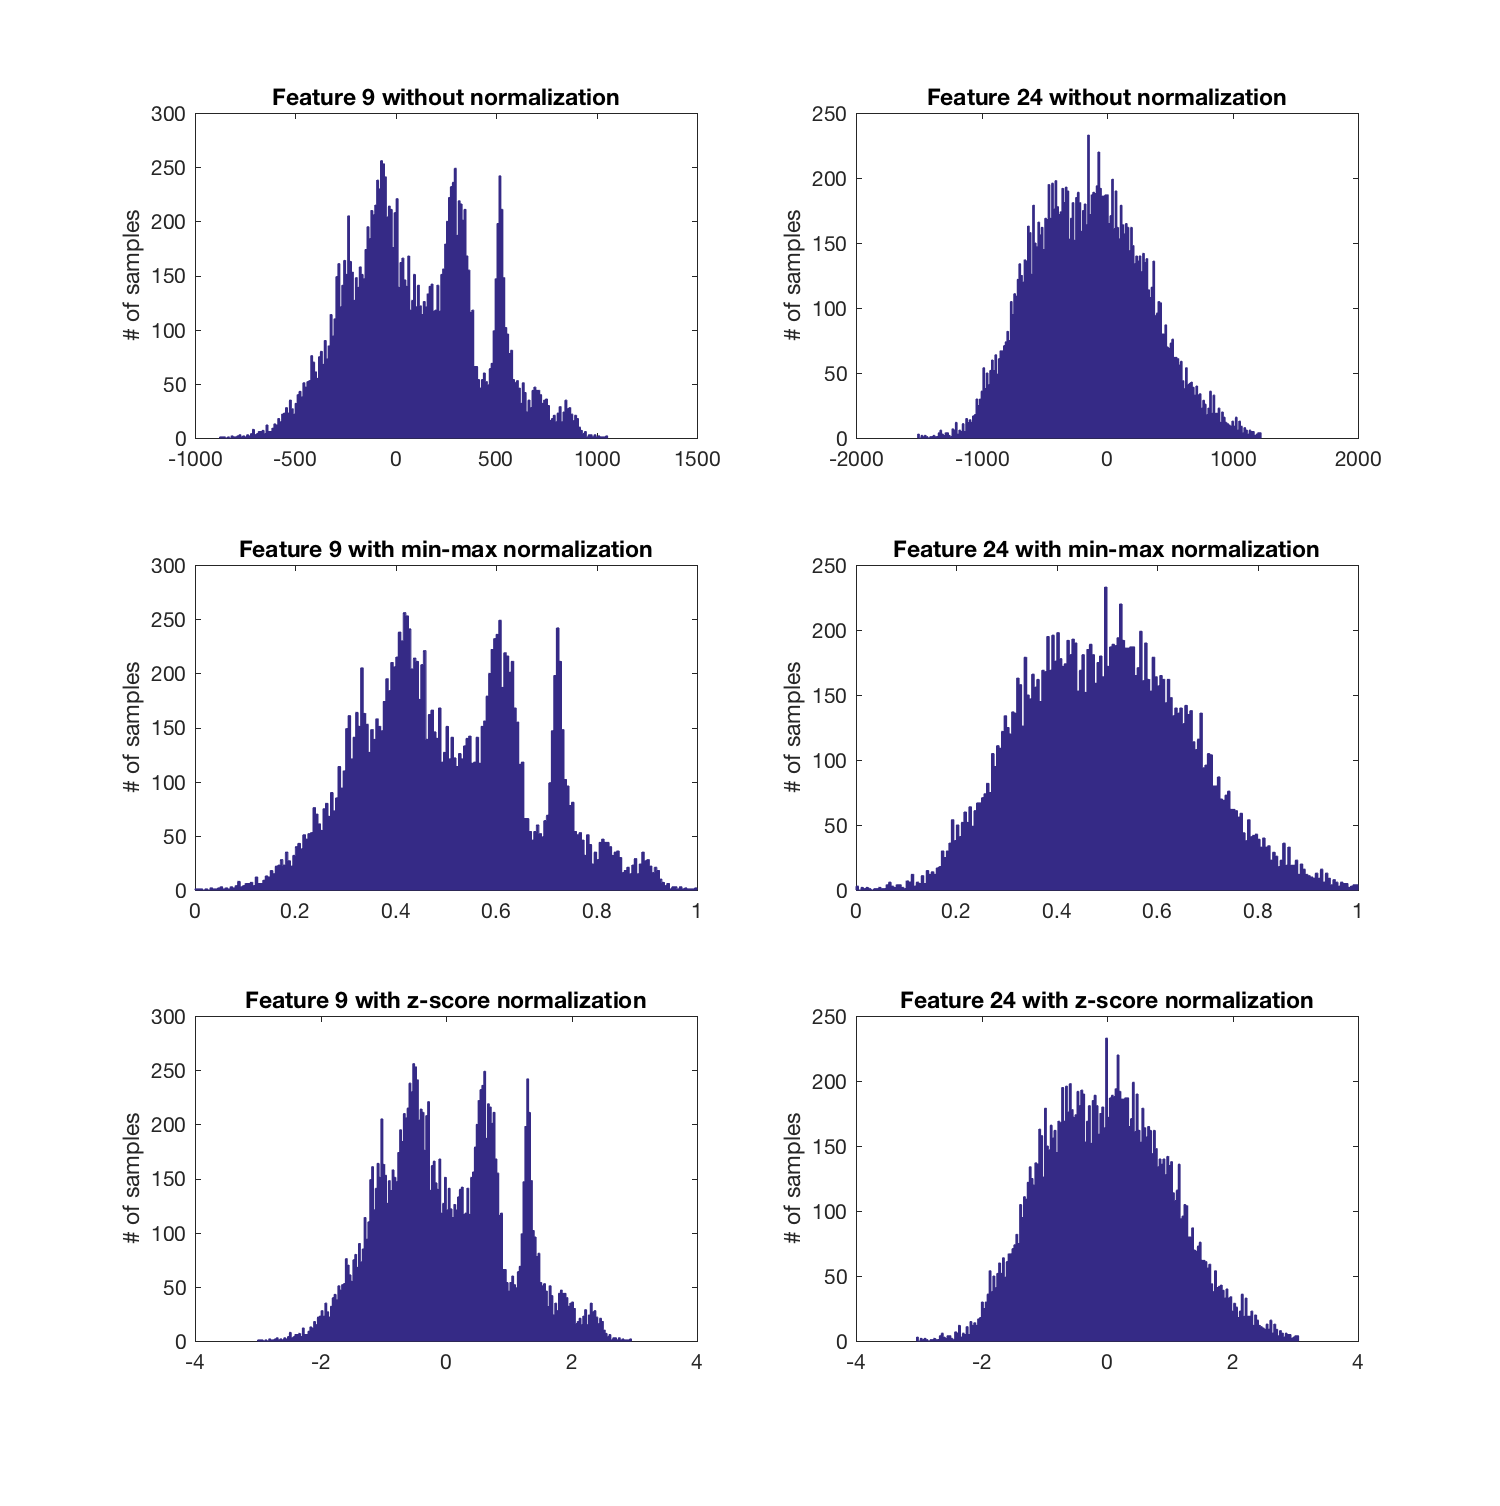 Feature 9 without normalization
300
250
200
150
100
50
0
# of samples
-1000 -500 0 500 1000 1500
Feature 24 without normalization
250
200
150
100
50
0
# of samples
-2000 -1000 0 1000 2000
Feature 9 with min-max normalization
300
250
200
150
100
50
0
# of samples
0 0.2 0.4 0.6 0.8 1
Feature 24 with min-max normalization
250
200
150
100
50
0
# of samples
0 0.2 0.4 0.6 0.8 1
Feature 9 with z-score normalization
300
250
200
150
100
50
0
# of samples
-4 -2 0 2 4
Feature 24 with z-score normalization
250
200
150
100
50
0
# of samples
-4 -2 0 2 4